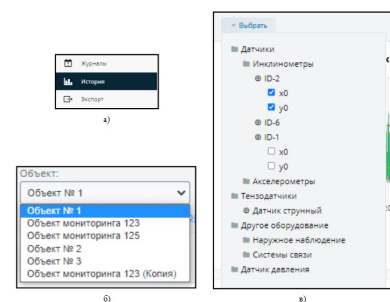 Журналы
История
Экспорт
а)
Объект:
Объект № 1
Объект № 1
Объект мониторинга 123
Объект мониторинга 125
Объект № 2
Объект № 3
Объект мониторинга 123 (Копия)
б)
Выбрать
Датчики
Инклинометры
ID-2
x0
y0
ID-6
ID-1
x0
y0
Акселерометры
Тензодатчики
Датчик струнный
Другое оборудование
Наружное наблюдение
Системы связи
Датчик давления
в)